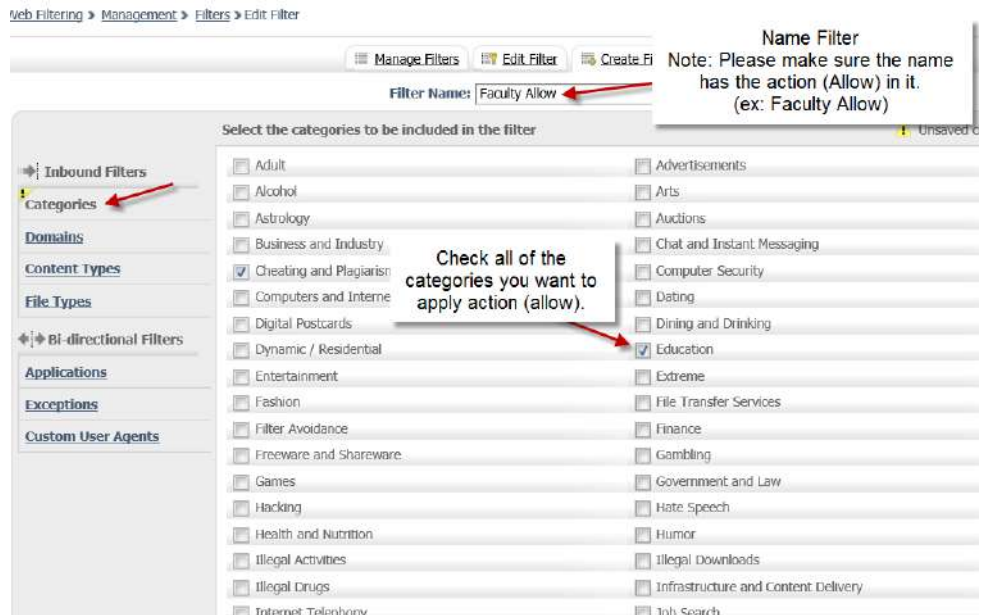 Web Filtering > Management > Filters > Edit Filter
Manage Filters
Edit Filter
Create Fi
Filter Name: Faculty Allow
Name Filter
Note: Please make sure the name
has the action (Allow) in it.
(ex: Faculty Allow)
Select the categories to be included in the filter
! Unsaved c
Inbound Filters
Categories
Domains
Content Types
File Types
Bi-directional Filters
Applications
Exceptions
Custom User Agents
Adult
Advertisements
Alcohol
Arts
Astrology
Auctions
Business and Industry
Chat and Instant Messaging
Cheating and Plagiarism
Computer Security
Computers and Interne
Dating
Digital Postcards
Dining and Drinking
Dynamic / Residential
Education
Entertainment
Extreme
Fashion
File Transfer Services
Filter Avoidance
Finance
Freeware and Shareware
Gambling
Games
Government and Law
Hacking
Hate Speech
Health and Nutrition
Humor
Illegal Activities
Illegal Downloads
Illegal Drugs
Infrastructure and Content Delivery
Internet Telephony
Job Search
Check all of the
categories you want to
apply action (allow).